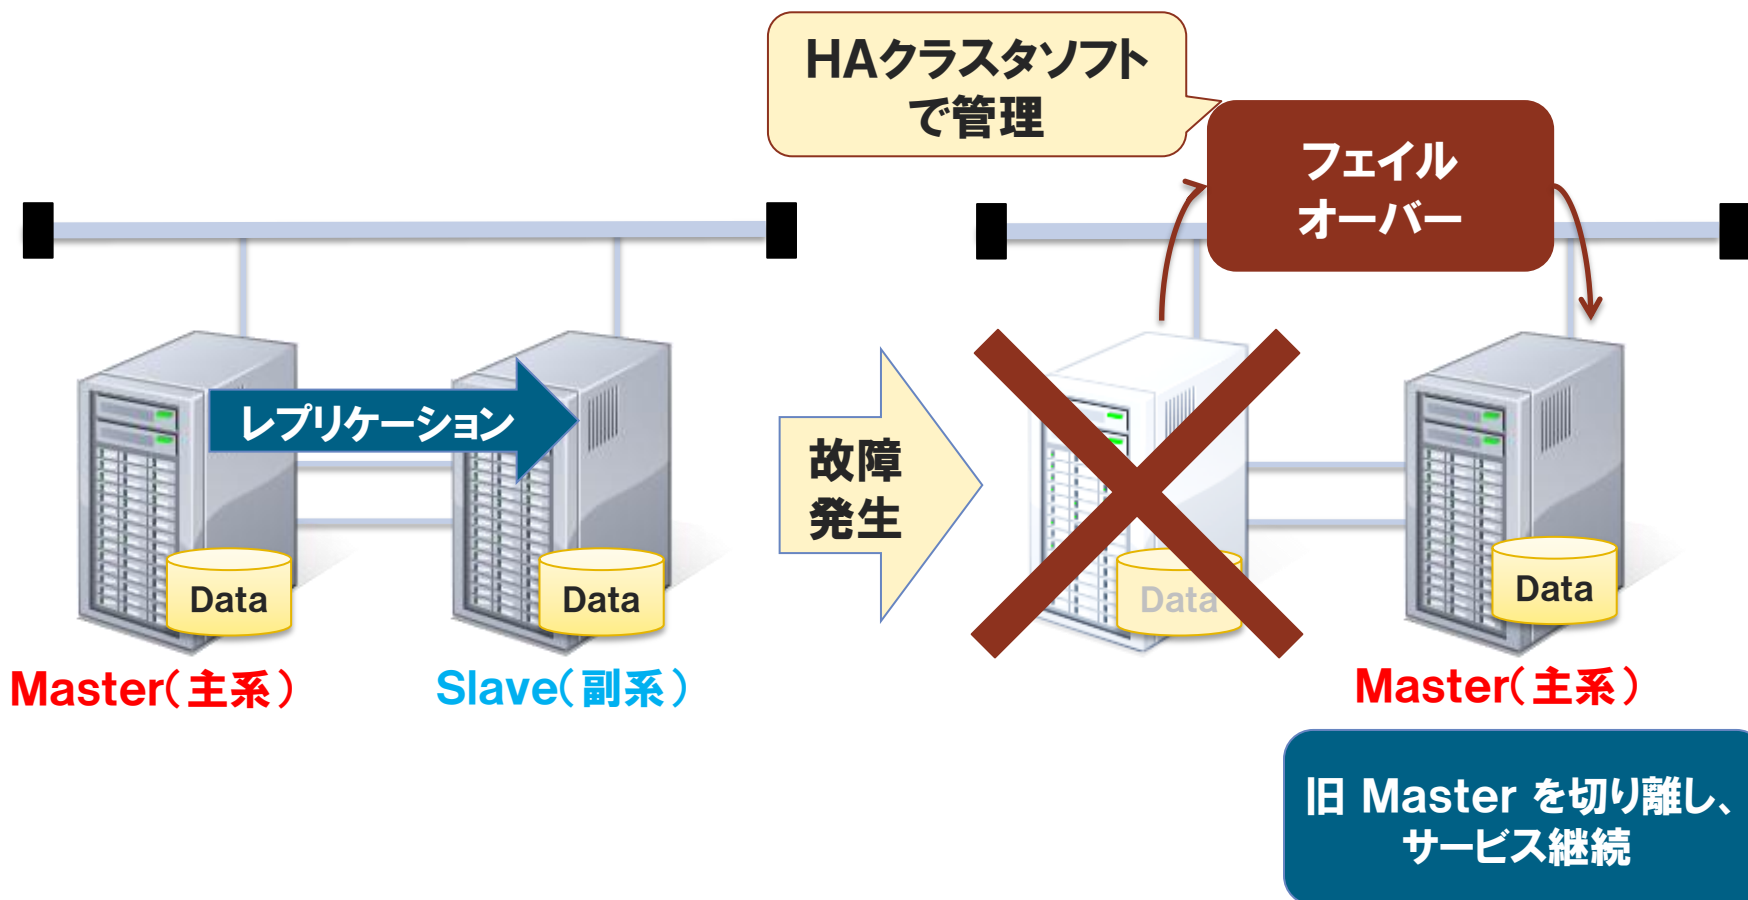 HAクラスタソフト
で管理
フェイル
オーバー
レプリケーション
故障
発生
Data
Data
Data
Data
Master(主系)
Slave(副系)
Master(主系)
旧 Master を切り離し、
サービス継続